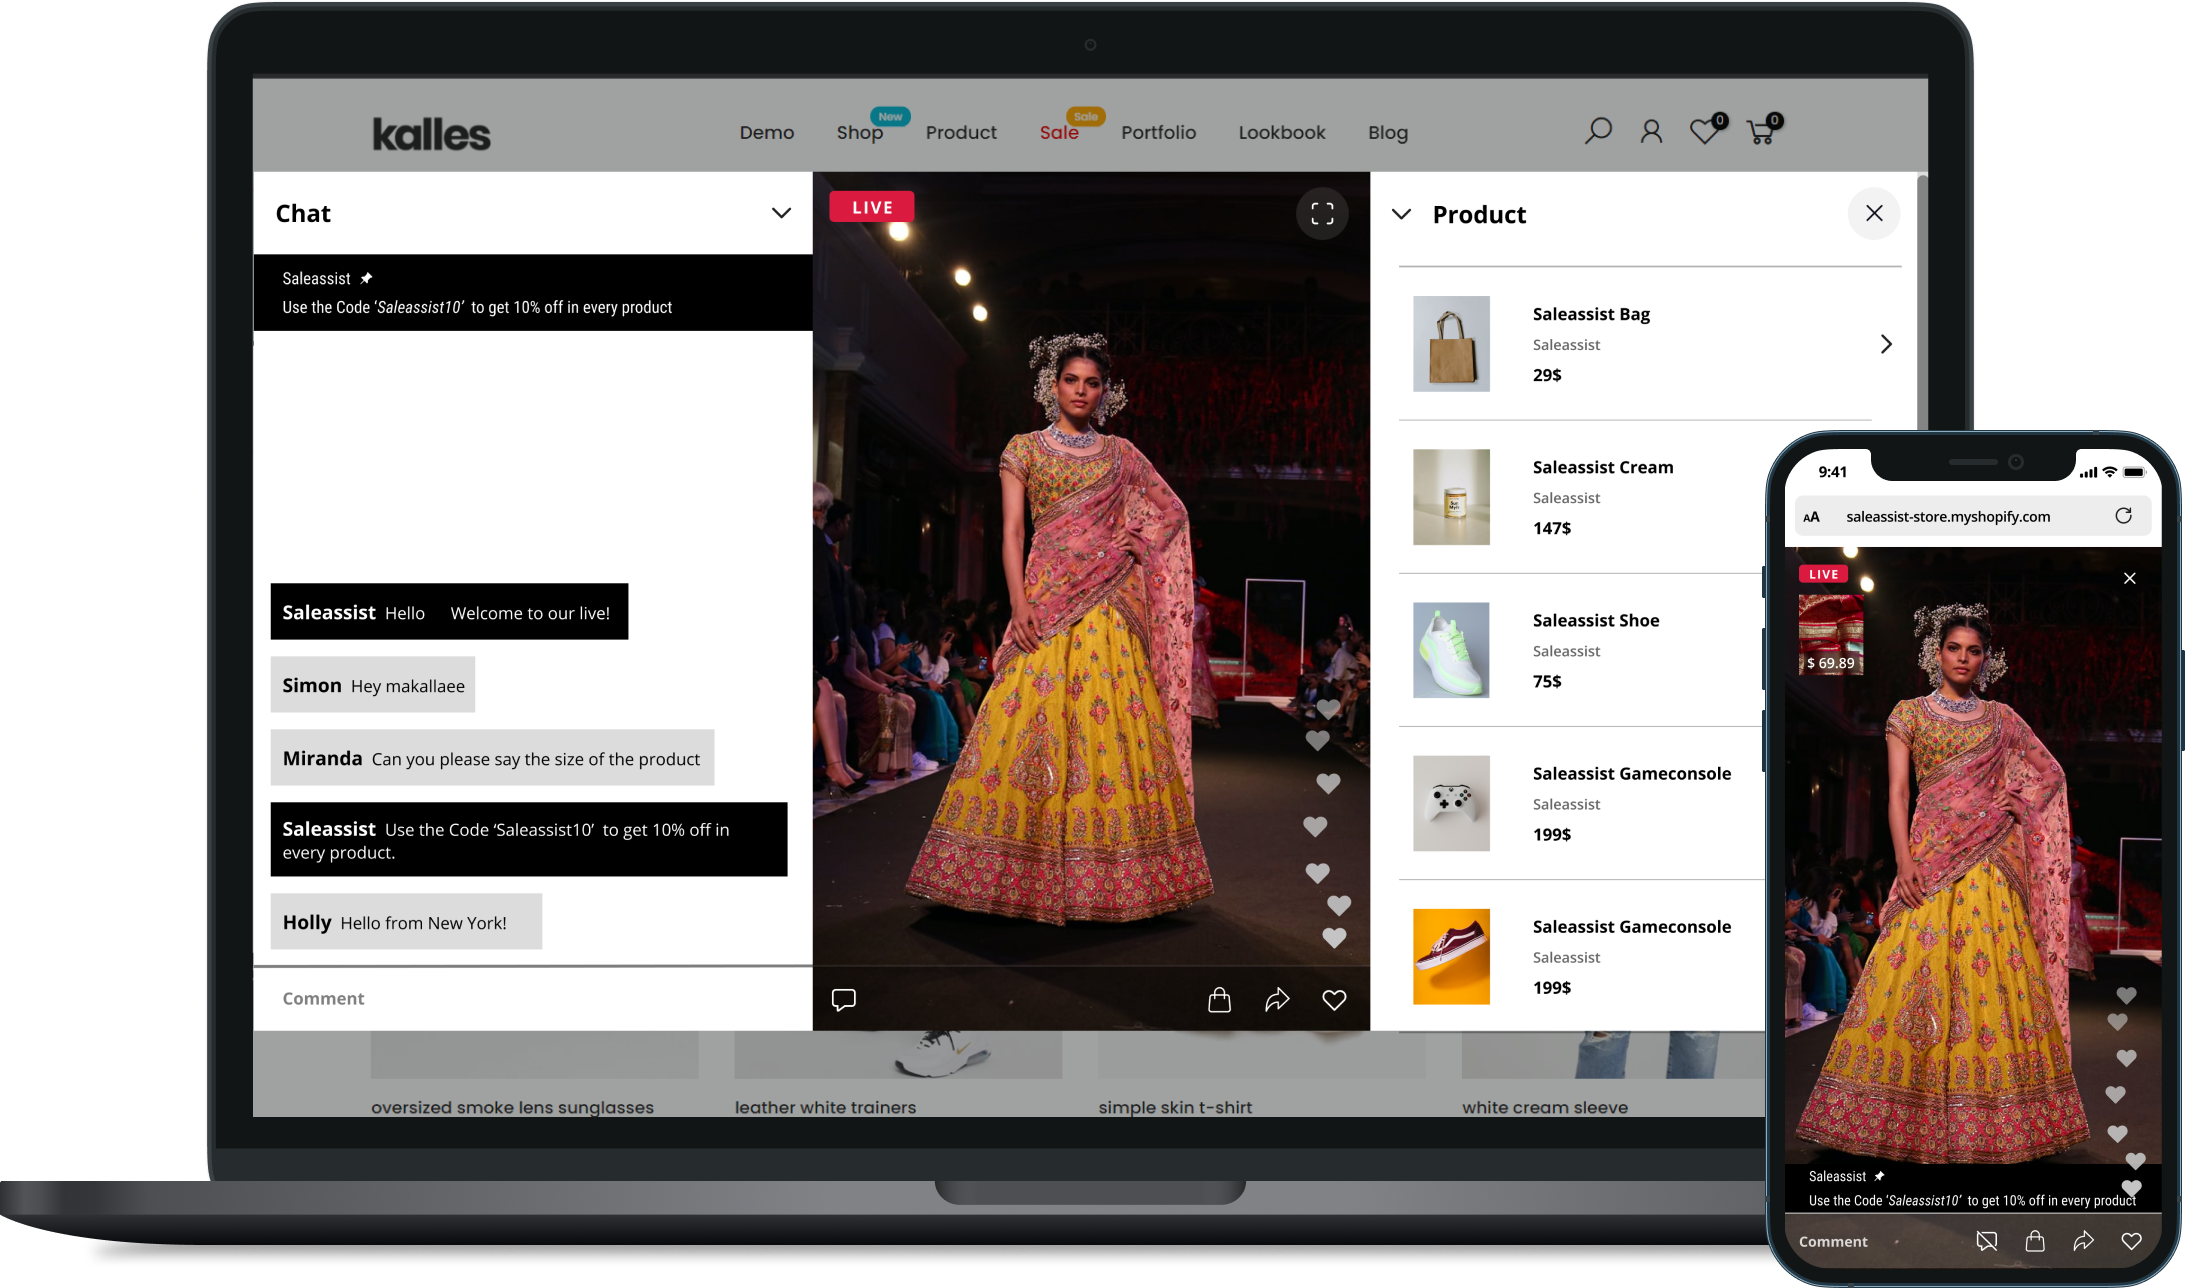 kalles
Demo
Shop
New
Product
Sale
Sale
Portfolio
Lookbook
Blog
0
0
Chat
Saleassist
Use the Code ‘Saleassist10’ to get 10% off in every product
Saleassist Hello Welcome to our live!
Simon Hey makallaee
Miranda Can you please say the size of the product
Saleassist Use the Code ‘Saleassist10’ to get 10% off in
every product.
Holly Hello from New York!
Comment
LIVE
Product
Saleassist Bag
Saleassist
29$
Saleassist Cream
Saleassist
147$
Saleassist Shoe
Saleassist
75$
Saleassist Gameconsole
Saleassist
199$
Saleassist Gameconsole
Saleassist
199$
oversized smoke lens sunglasses
leather white trainers
simple skin t-shirt
white cream sleeve
9:41
AA
saleassist-store.myshopify.com
LIVE
$ 69.89
Saleassist
Use the Code ‘Saleassist10’ to get 10% off in every product
Comment